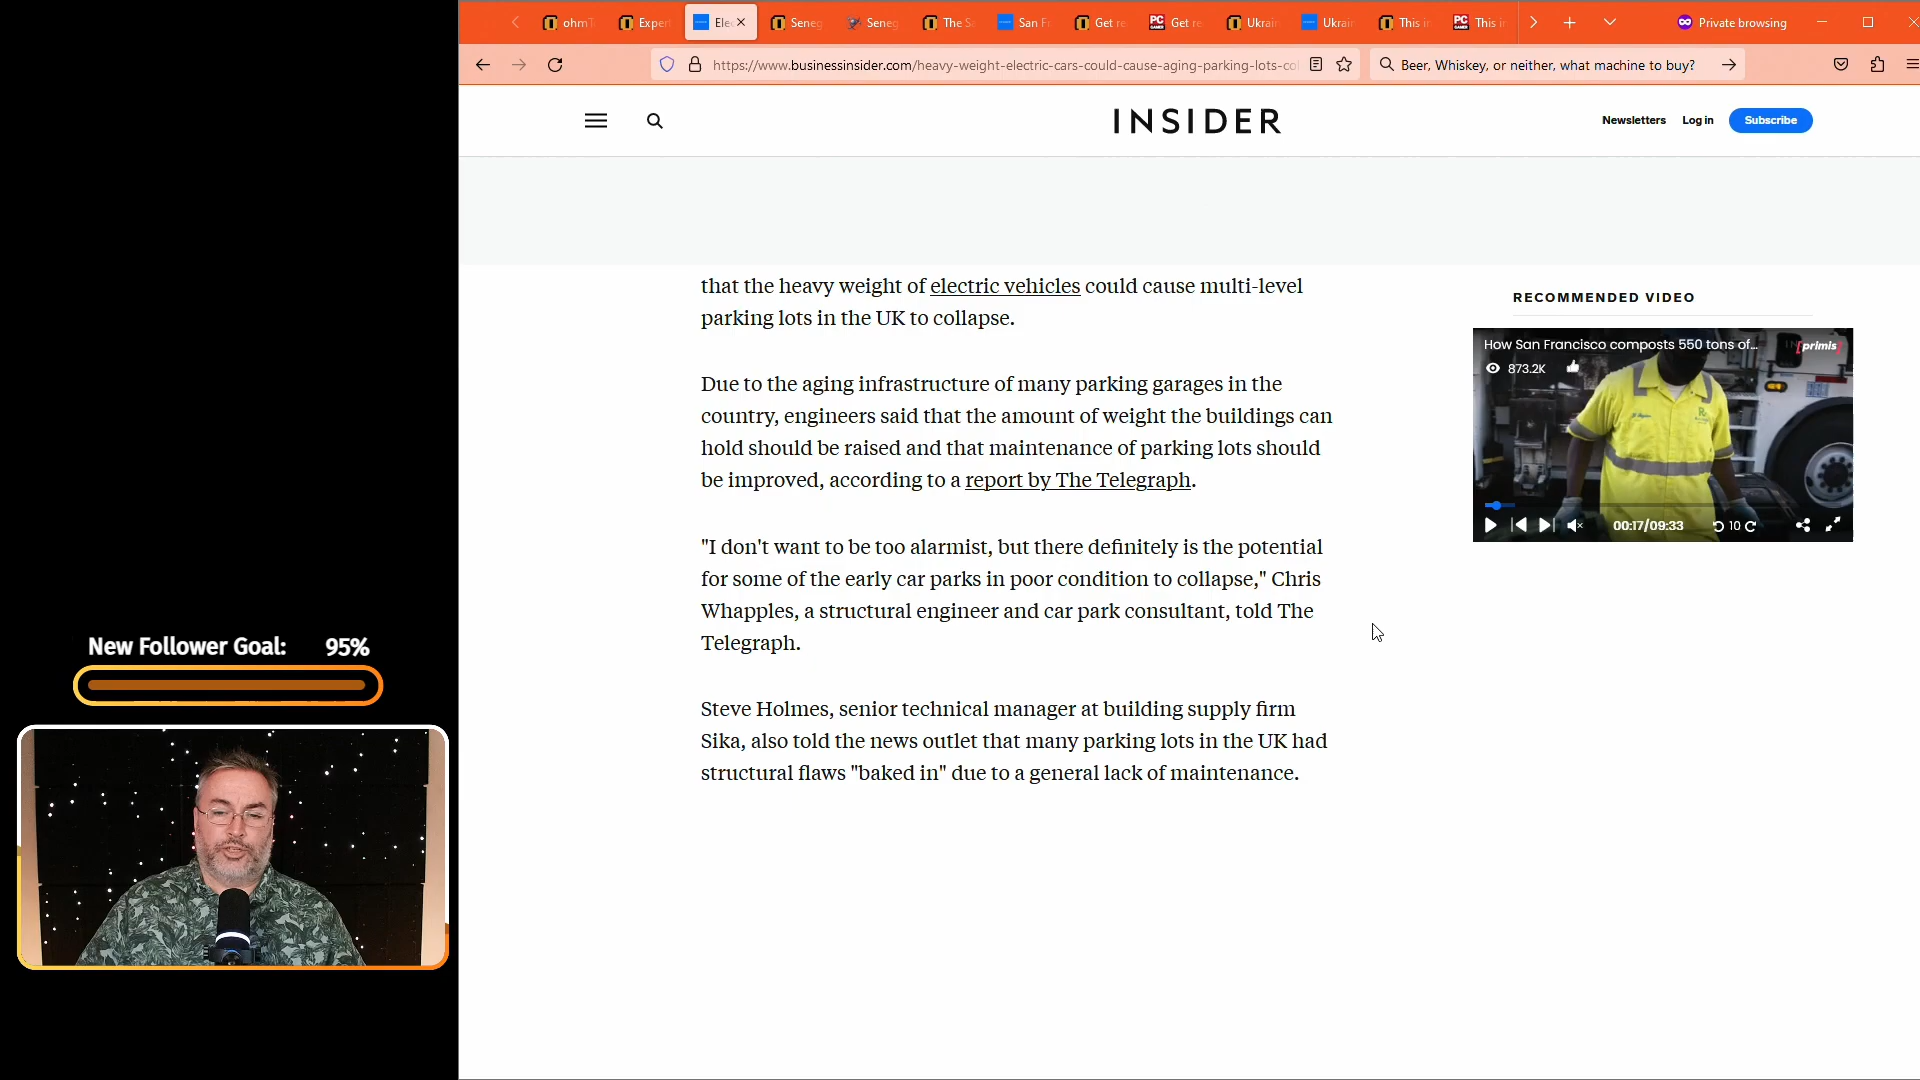 ohmT
Exper
Ele
Seneg
Seneg
The S
San Fr
Get re
PC GAMER
Get re
Ukrain
Ukrain
This i
PC GAMER
This i
Private browsing
https://www.businessinsider.com/heavy-weight-electric-cars-could-cause-aging-parking-lots-co
Beer, Whiskey, or neither, what machine to buy?
INSIDER
Newsletters
Log in
Subscribe
that the heavy weight of electric vehicles could cause multi-level
parking lots in the UK to collapse.
Due to the aging infrastructure of many parking garages in the
country, engineers said that the amount of weight the buildings can
hold should be raised and that maintenance of parking lots should
be improved, according to a report by The Telegraph.
"I don't want to be too alarmist, but there definitely is the potential
for some of the early car parks in poor condition to collapse," Chris
Whapples, a structural engineer and car park consultant, told The
Telegraph.
Steve Holmes, senior technical manager at building supply firm
Sika, also told the news outlet that many parking lots in the UK had
structural flaws "baked in" due to a general lack of maintenance.
RECOMMENDED VIDEO
How San Francisco composts 550 tons of...
[primis]
873.2K
00:17/09:33
10
New Follower Goal: 95%